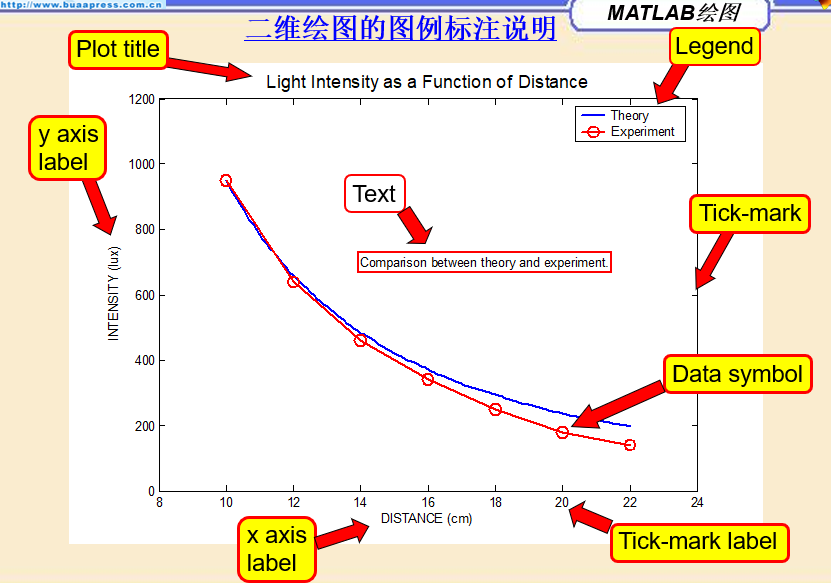 http://www.buaapress.com.cn
MATLAB绘图
二维绘图的图例标注说明
Plot title
Legend
Light Intensity as a Function of Distance
1200
Theory
Experiment
y axis
label
1000
Text
Tick-mark
800
Comparison between theory and experiment.
INTENSITY (lux)
600
400
Data symbol
200
0
8
10
12
14
16
18
20
22
24
DISTANCE (cm)
x axis
label
Tick-mark label